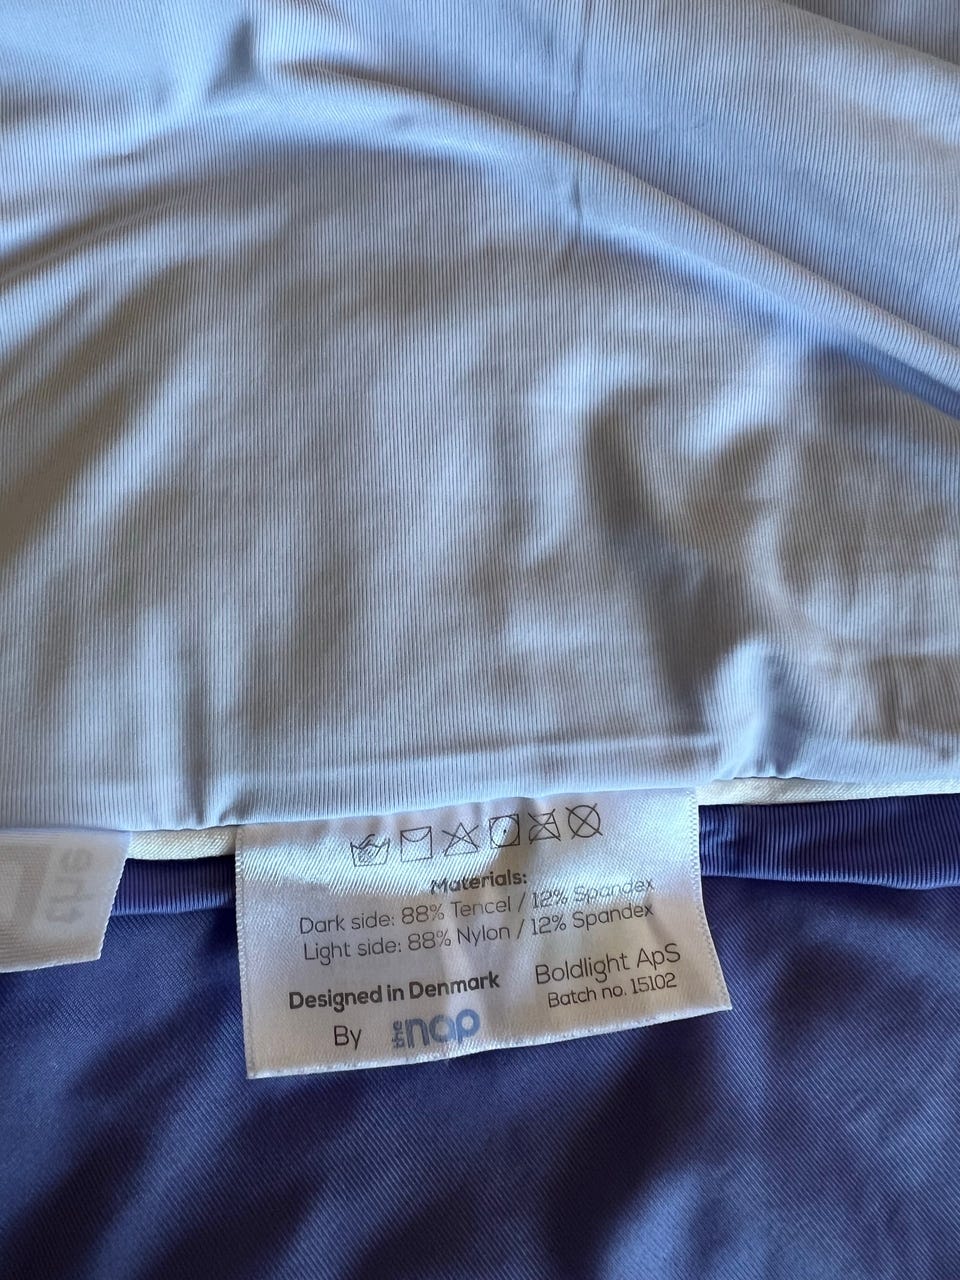 Materials:
Dark side: 88% Tencel / 12% Spandex
Light side: 88% Nylon / 12% Spandex
Designed in Denmark
By the nap
Boldlight ApS
Batch no. 15102
the